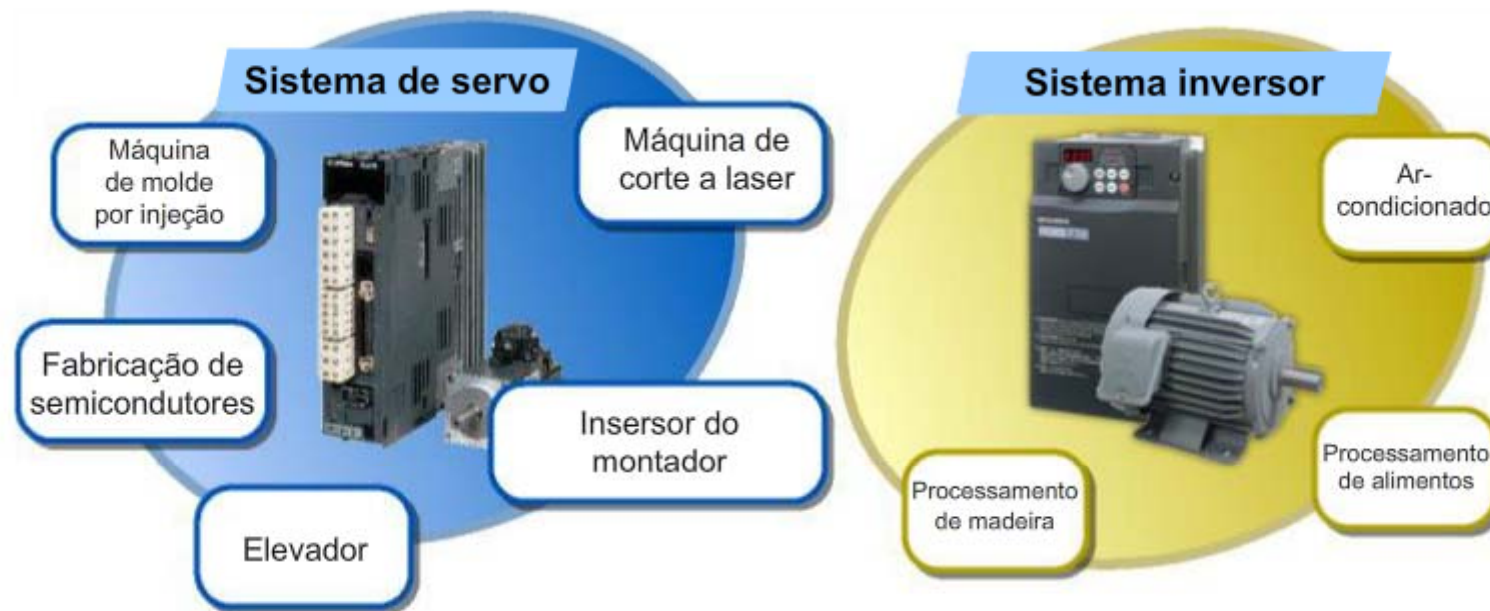 Sistema de servo
Máquina
de molde
por injeção
Máquina de
corte a laser
Fabricação de
semicondutores
Insersor do
montador
Elevador
Sistema inversor
Ar-
condicionado
Processamento
de alimentos
Processamento
de madeira